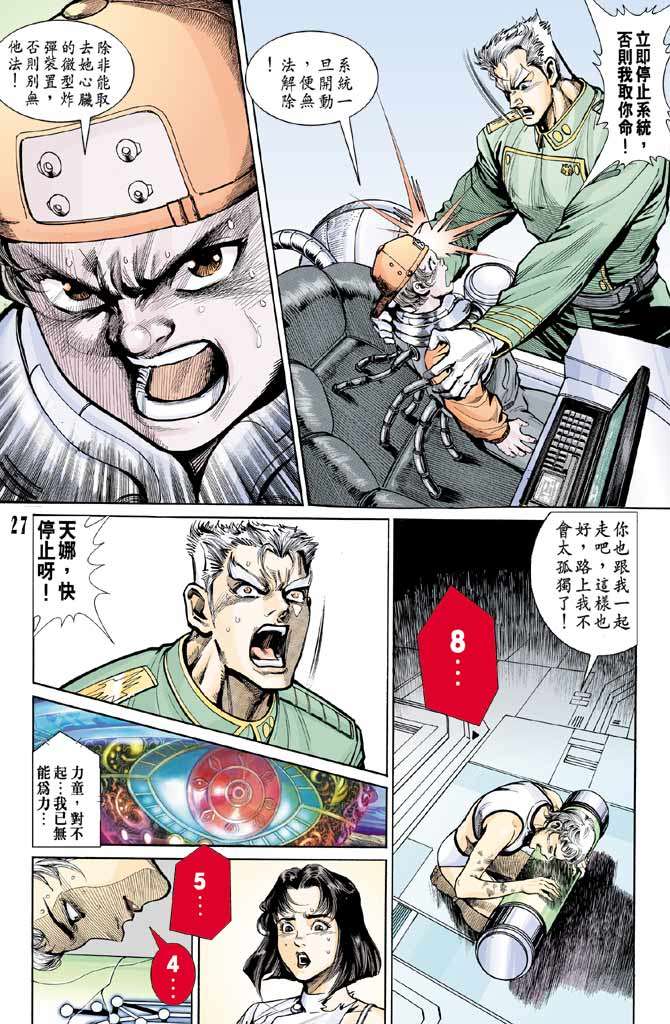 立即停止系統，
否則我取你命！
系統一
旦開動
，便無
法解除
！
除非能取
去她心臟
的微型炸
彈裝置，
否則別無
他法！
你也跟我一起
走吧，這樣也
好，路上我不
會太孤獨了！
8…
27
天娜，快
停止呀！
力童，對不
起…我已無
能爲力…
5…
4…